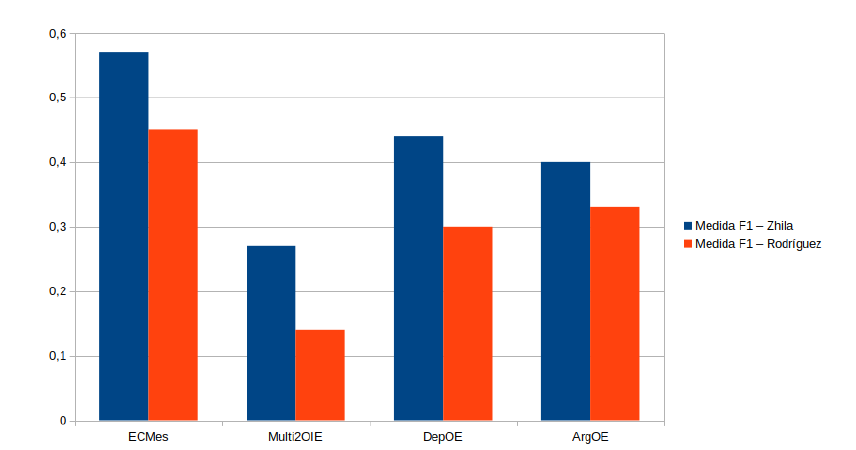 0,6
0,5
0,4
0,3
0,2
0,1
0
ECMes Multi2OIE DepOE ArgOE
Medida F1 – Zhila
Medida F1 – Rodríguez